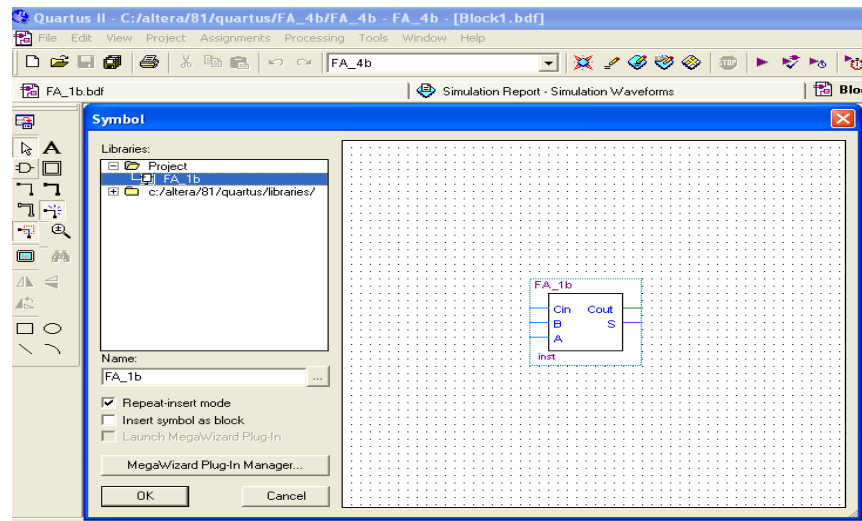 Quartus II - C:/altera/81/quartus/FA_4b/FA_4b - FA_4b - [Block1.bdf]
File Edit View Project Assignments Processing Tools Window Help
FA_4b
STOP
FA_1b.bdf
Simulation Report - Simulation Waveforms
Blo
Symbol
A
Libraries:
Project
FA_1b
c:/altera/81/quartus/libraries/
Name:
FA_1b
...
Repeat-insert mode
Insert symbol as block
Launch MegaWizard Plug-In
MegaWizard Plug-In Manager...
OK Cancel
FA_1b
Cin Cout
B S
A
inst